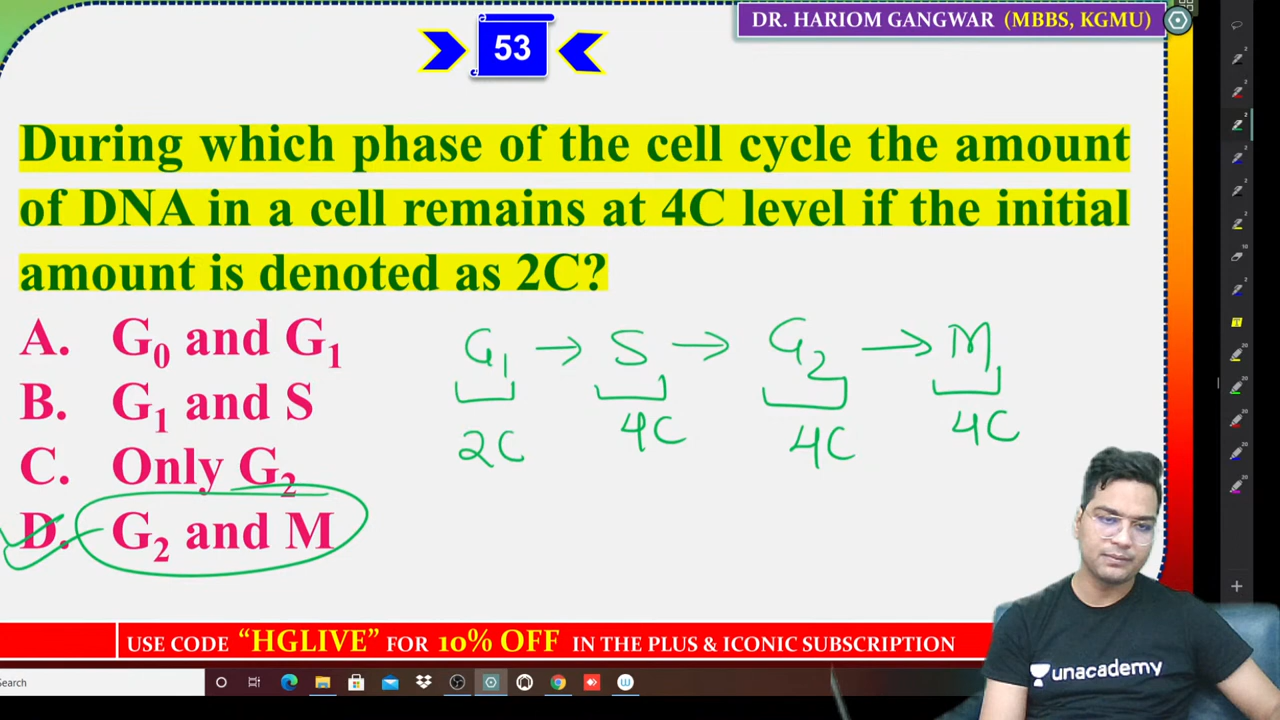 DR. HARIOM GANGWAR (MBBS, KGMU)
53
During which phase of the cell cycle the amount
of DNA in a cell remains at 4C level if the initial
amount is denoted as 2C?
A. G₀ and G₁
B. G₁ and S
C. Only G₂
D. G₂ and M
G₁ → S → G₂ → M
2C 4C 4C 4C
unacademy
USE CODE “HGLIVE” FOR 10% OFF IN THE PLUS & ICONIC SUBSCRIPTION
Search